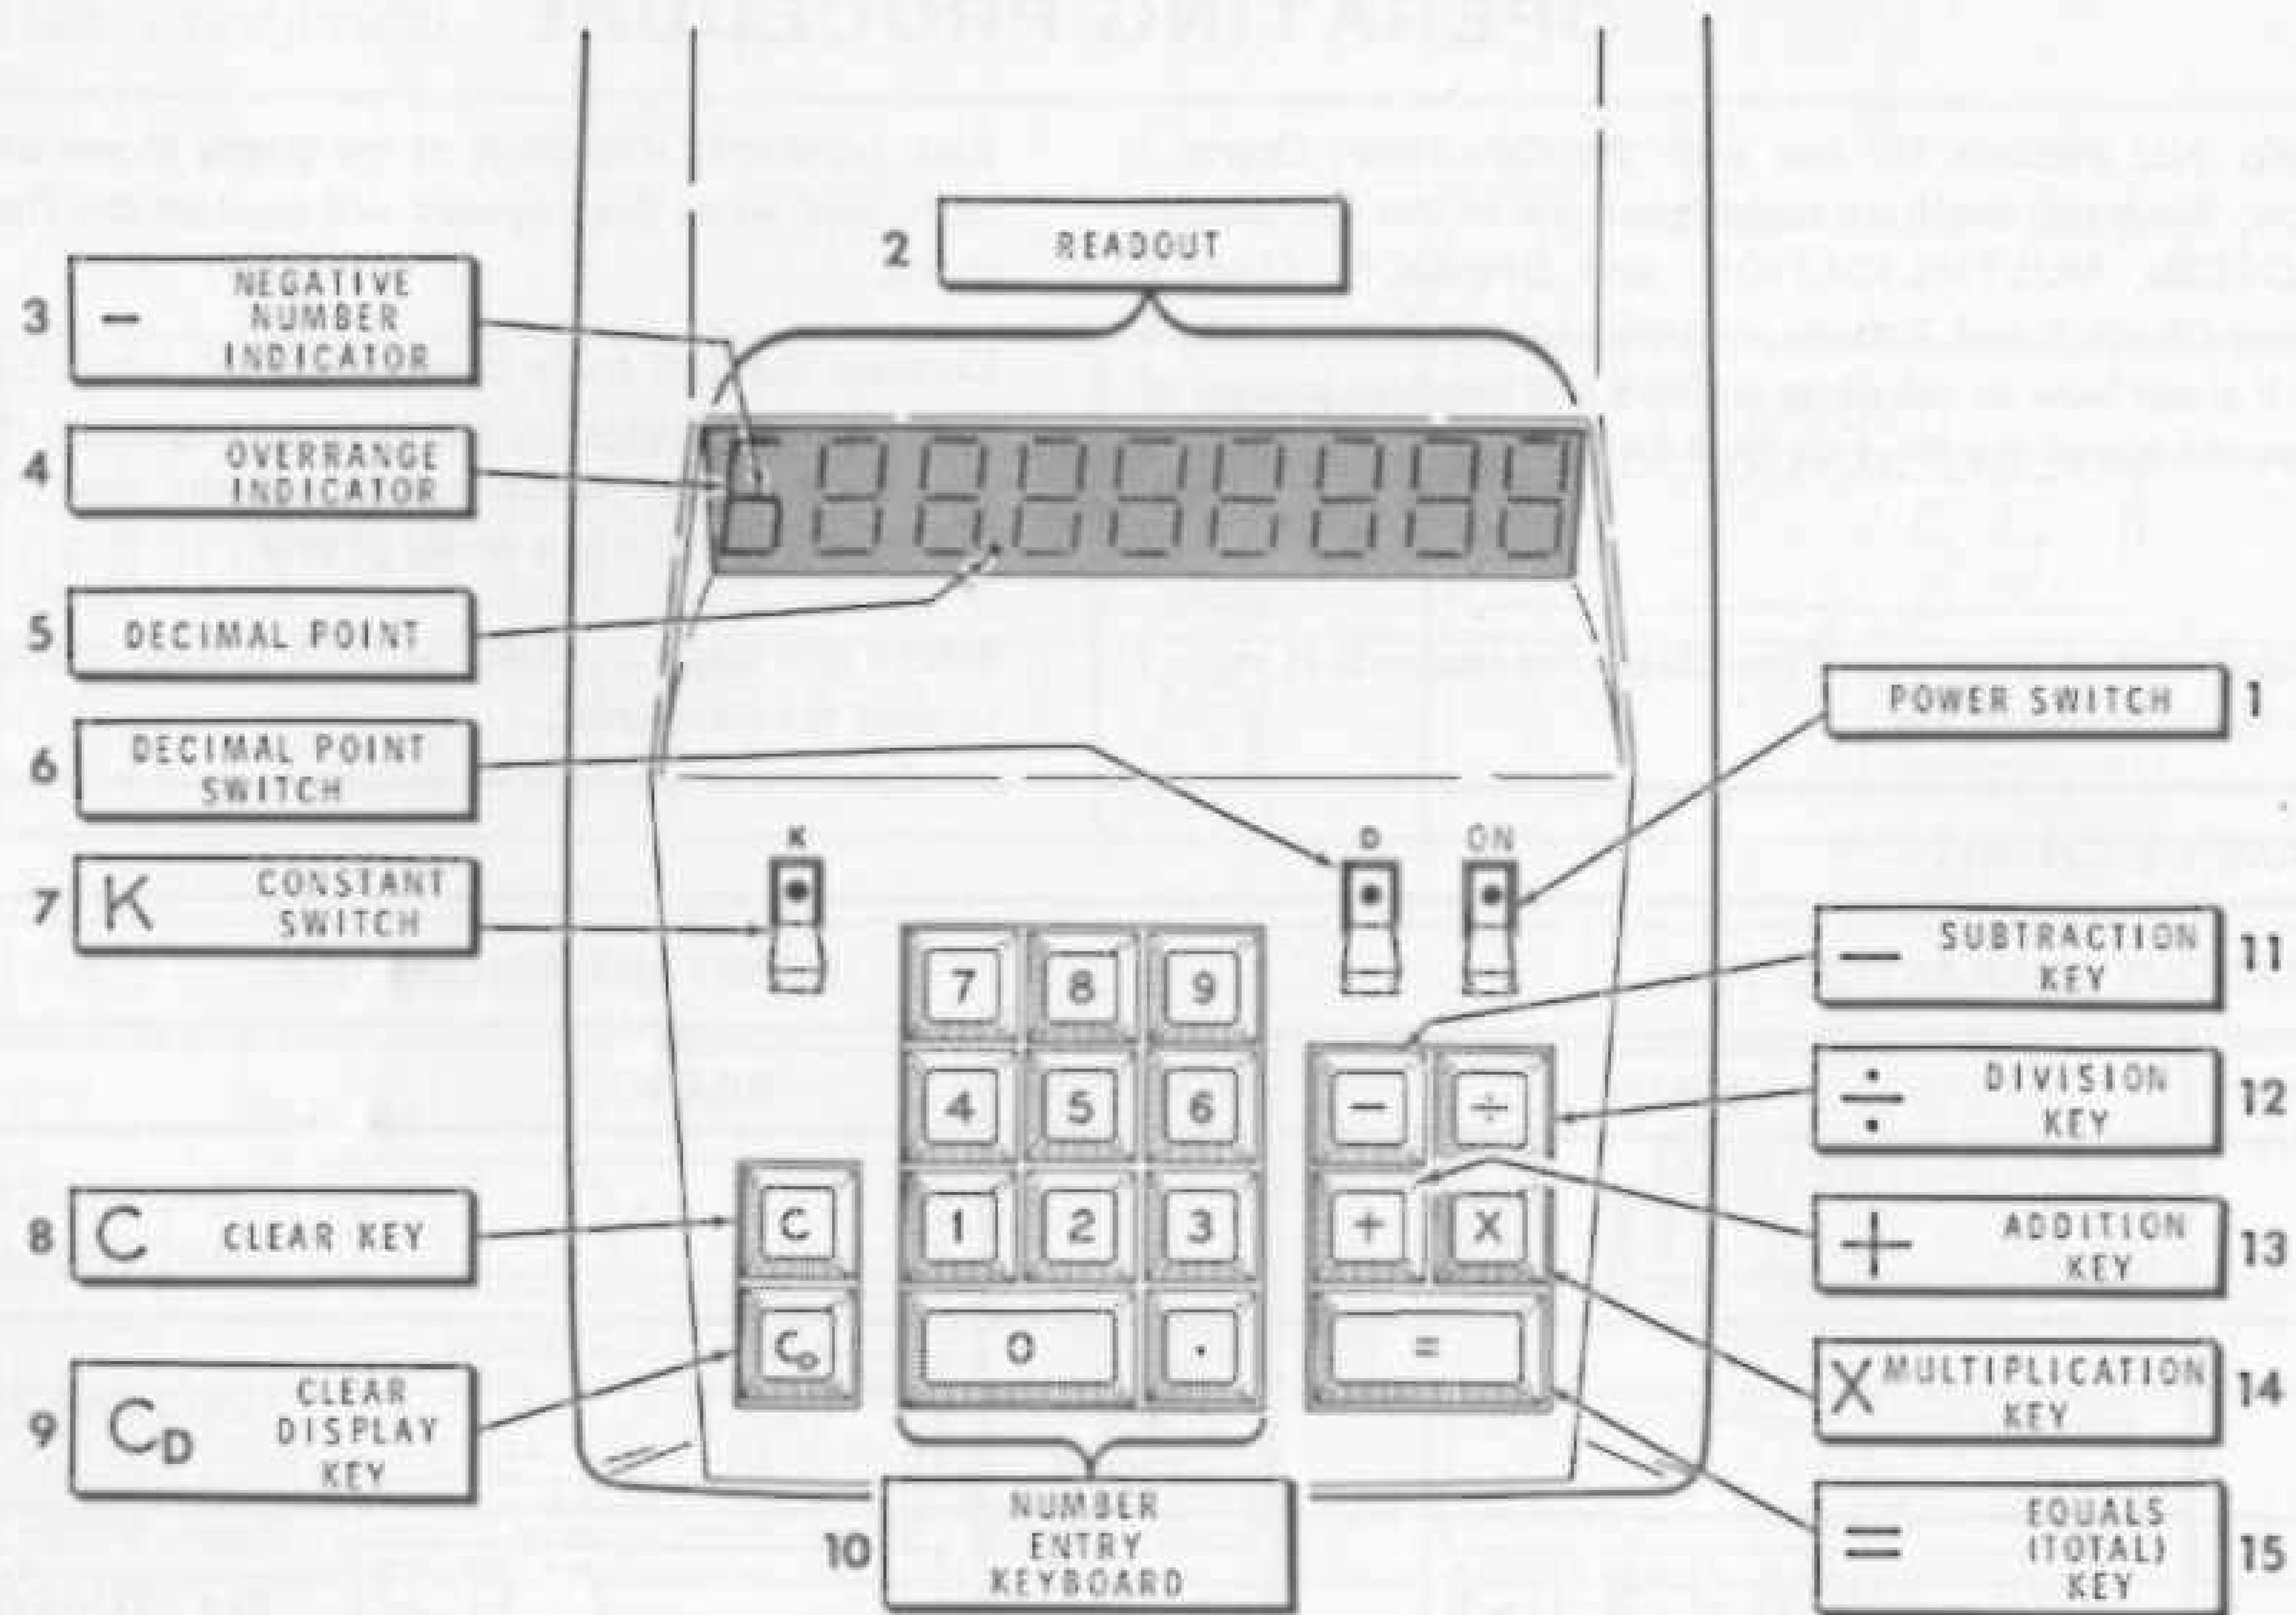 OPERATING PROCEDURE
2 READOUT
3 – NEGATIVE
NUMBER
INDICATOR
4 OVERRANGE
INDICATOR
5 DECIMAL POINT
6 DECIMAL POINT
SWITCH
7 K CONSTANT
SWITCH
8 C CLEAR KEY
9 CD CLEAR
DISPLAY
KEY
K
D
ON
7 8 9
4 5 6
1 2 3
0 .
C
CD
– ÷
+ X
=
10 NUMBER
ENTRY
KEYBOARD
POWER SWITCH 1
– SUBTRACTION
KEY 11
÷ DIVISION
KEY 12
+ ADDITION
KEY 13
X MULTIPLICATION
KEY 14
= EQUALS
(TOTAL)
KEY 15